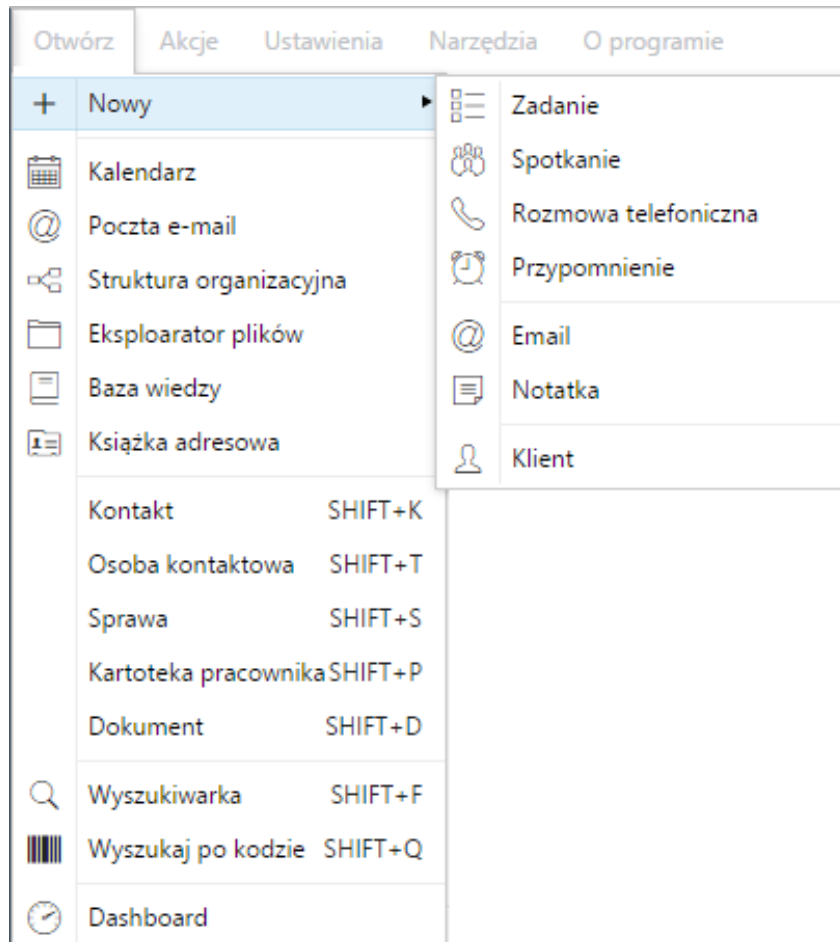 Otwórz Akcje Ustawienia Narzędzia O programie
Nowy
Kalendarz
Poczta e-mail
Struktura organizacyjna
Eksploarator plików
Baza wiedzy
Książka adresowa
Kontakt SHIFT+K
Osoba kontaktowa SHIFT+T
Sprawa SHIFT+S
Kartoteka pracownika SHIFT+P
Dokument SHIFT+D
Wyszukiwarka SHIFT+F
Wyszukaj po kodzie SHIFT+Q
Dashboard
Zadanie
Spotkanie
Rozmowa telefoniczna
Przypomnienie
Email
Notatka
Klient